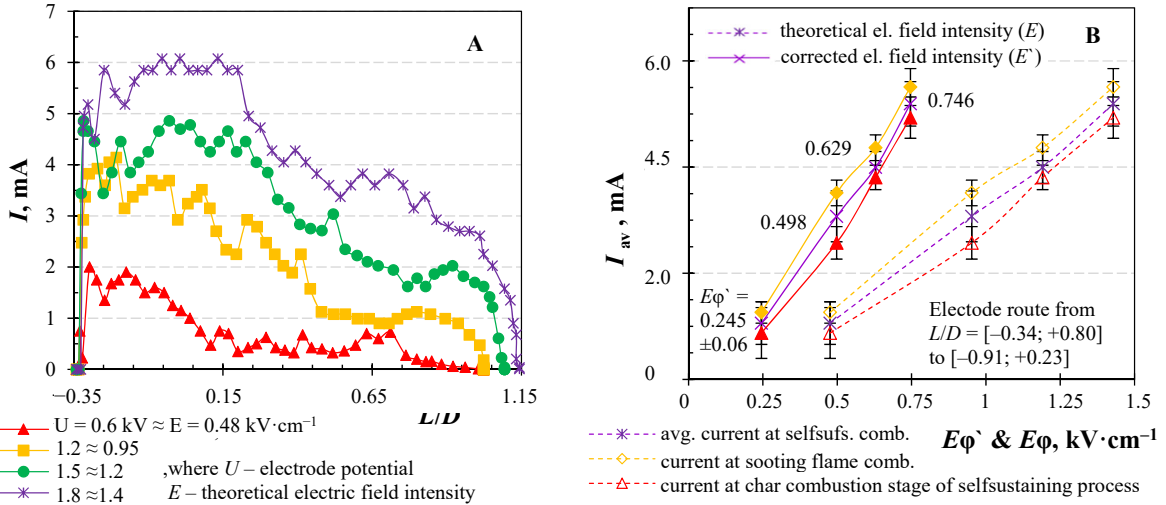 A
I, mA
7
6
5
4
3
2
1
0
–0.35
0.15
0.65
1.15
L/D
U = 0.6 kV ≈ E = 0.48 kV·cm⁻¹
1.2 ≈ 0.95
1.5 ≈1.2
1.8 ≈1.4
,where U – electrode potential
E – theoretical electric field intensity
B
theoretical el. field intensity (E)
corrected el. field intensity (E`)
I av , mA
6.0
4.5
2.0
0
0.746
0.629
0.498
Eφ` =
0.245
±0.06
Electode route from
L/D = [–0.34; +0.80]
to [–0.91; +0.23]
0
0.25
0.5
0.75
1
1.25
1.5
Eφ` & Eφ, kV·cm⁻¹
avg. current at selfsufs. comb.
current at sooting flame comb.
current at char combustion stage of selfsustaining process